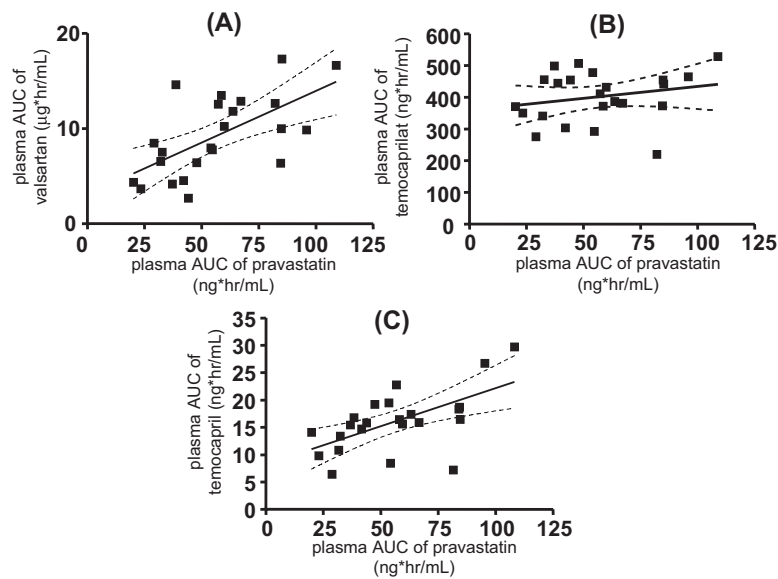 (A)
20
10
0
plasma AUC of
valsartan (µg*hr/mL)
0 25 50 75 100 125
plasma AUC of pravastatin
(ng*hr/mL)
(B)
600
500
400
300
200
100
0
plasma AUC of
temocaprilat (ng*hr/mL)
0 25 50 75 100 125
plasma AUC of pravastatin
(ng*hr/mL)
(C)
35
30
25
20
15
10
5
0
plasma AUC of
temocapril (ng*hr/mL)
0 25 50 75 100 125
plasma AUC of pravastatin
(ng*hr/mL)